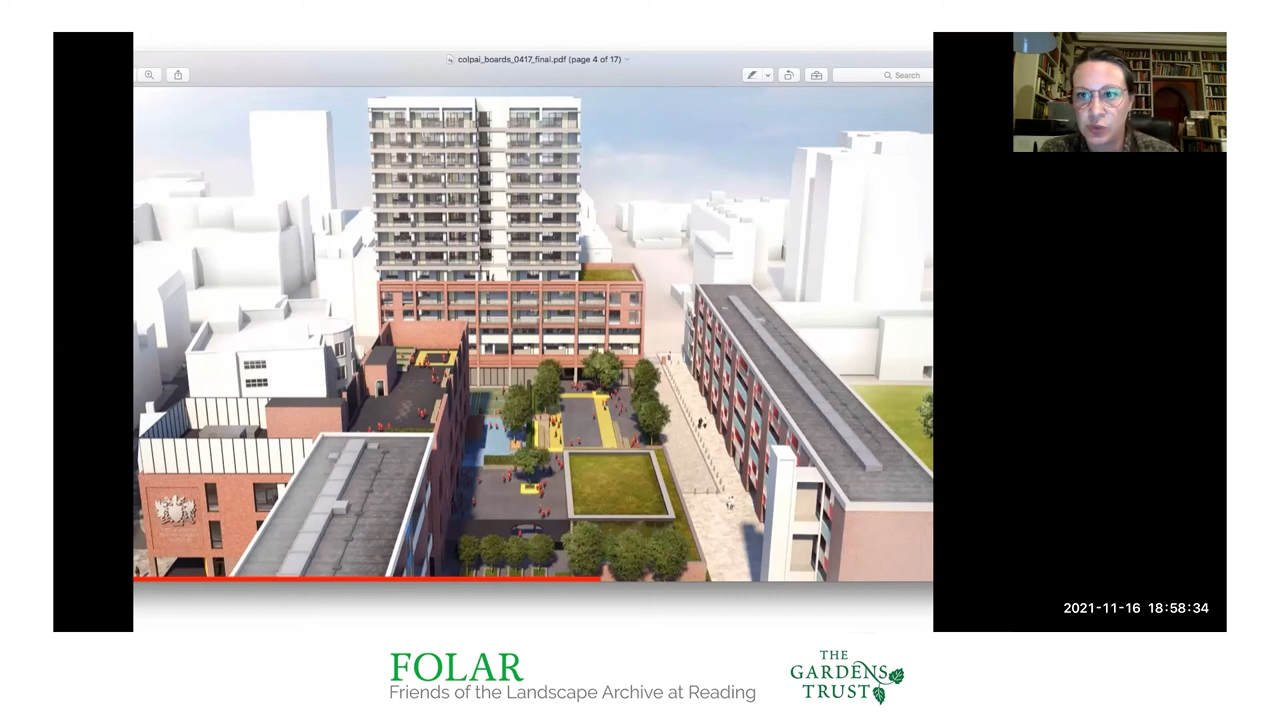 colpai_boards_0417_final.pdf (page 4 of 17)
Search
2021-11-16 18:58:34
FOLAR
Friends of the Landscape Archive at Reading
THE
GARDENS
TRUST